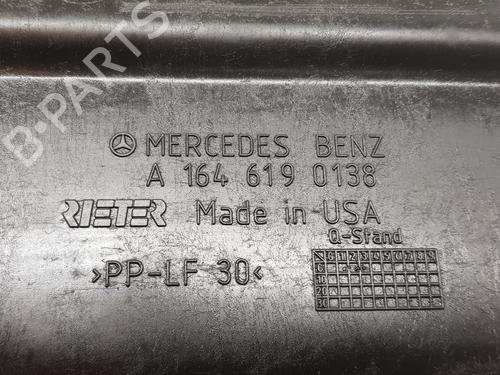 B-PARTS
MERCEDES BENZ
A 164 619 0138
RIETER Made in USA
Q-Stand
>PP-LF 30<